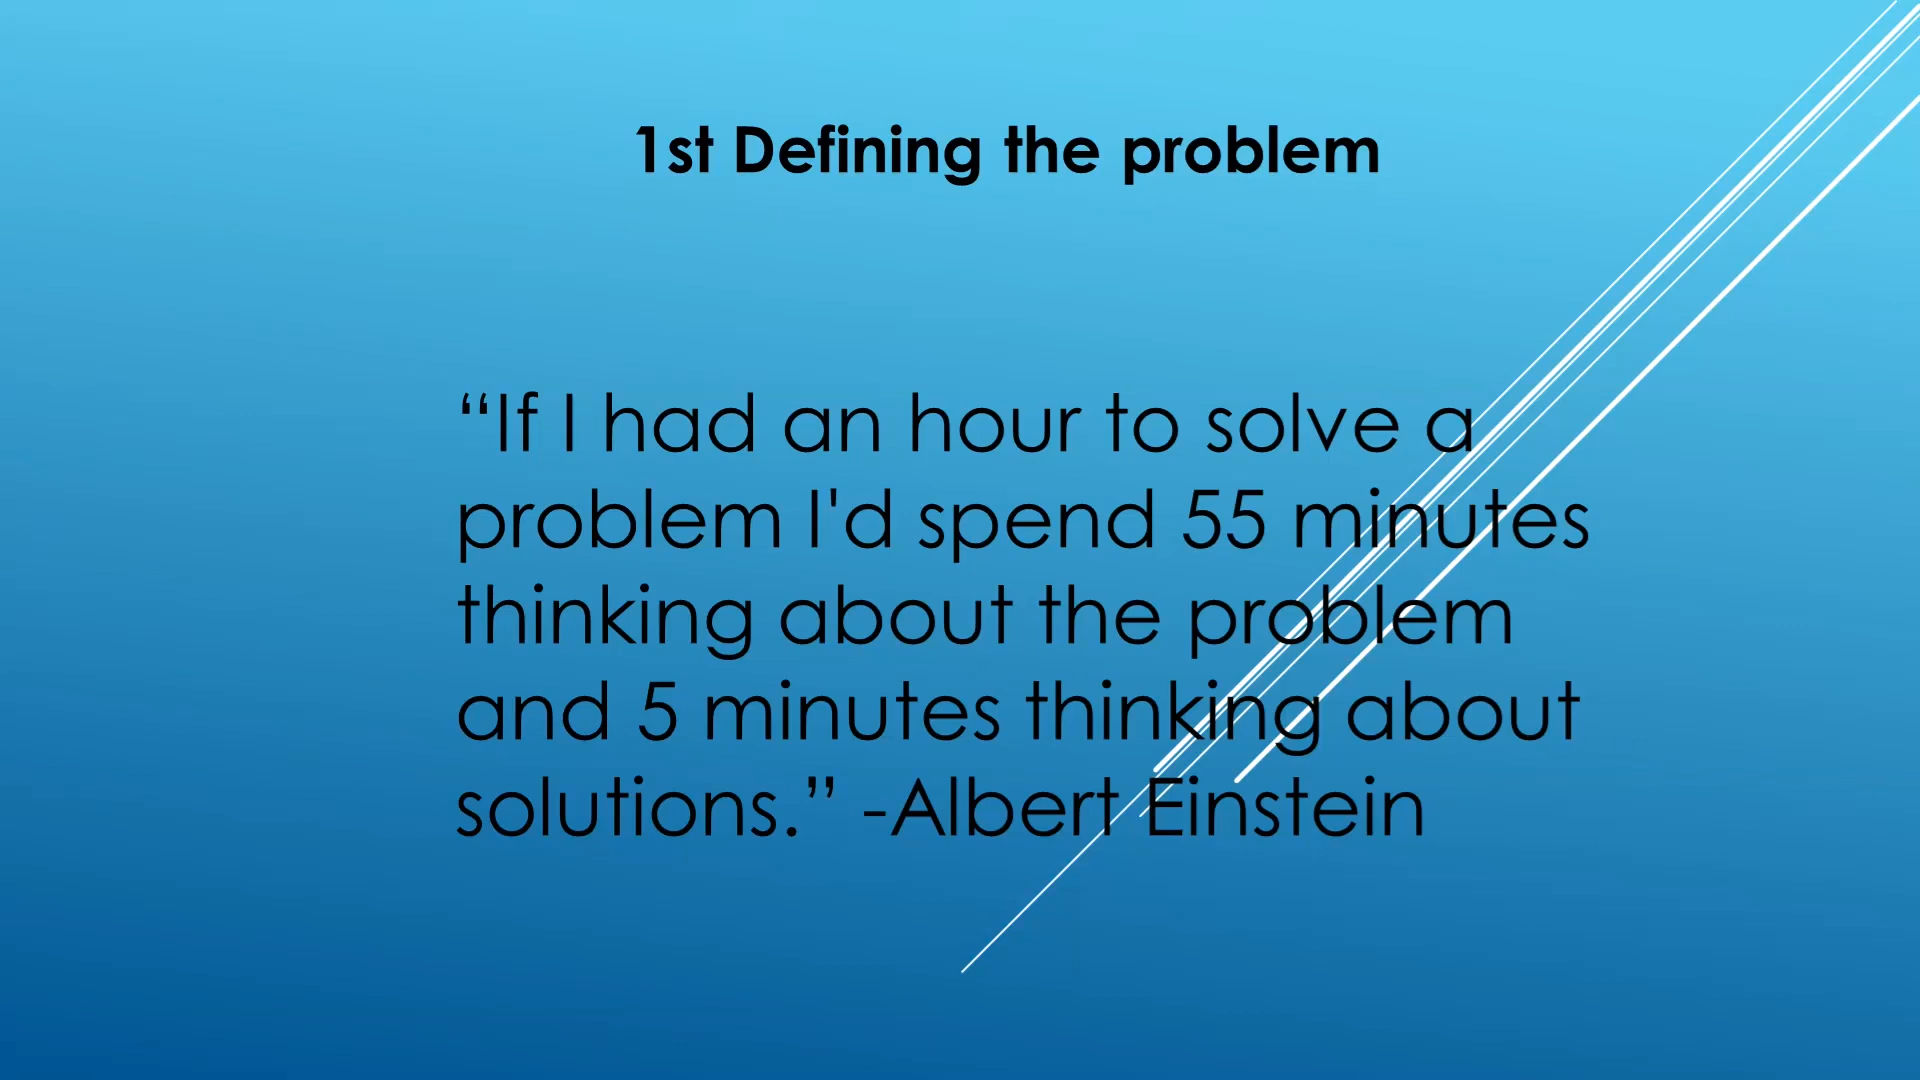 1st Defining the problem
“If I had an hour to solve a
problem I'd spend 55 minutes
thinking about the problem
and 5 minutes thinking about
solutions.” -Albert Einstein